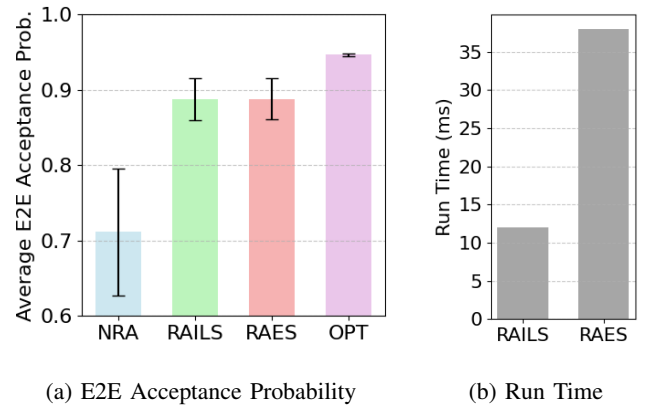 Average E2E Acceptance Prob.
1.0
0.9
0.8
0.7
0.6
NRA RAILS RAES OPT
(a) E2E Acceptance Probability
Run Time (ms)
35
30
25
20
15
10
5
0
RAILS RAES
(b) Run Time